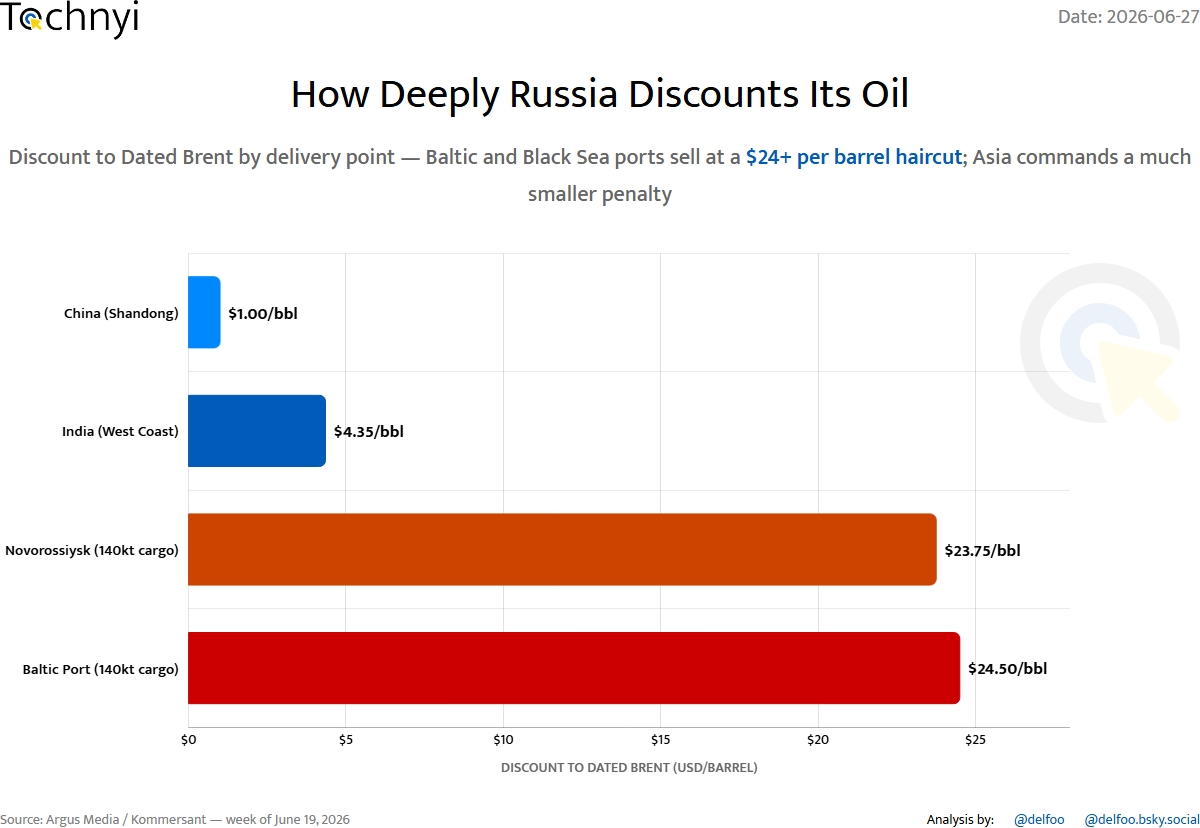 Technyi
Date: 2026-06-27
How Deeply Russia Discounts Its Oil
Discount to Dated Brent by delivery point — Baltic and Black Sea ports sell at a $24+ per barrel haircut; Asia commands a much
smaller penalty
China (Shandong)
$1.00/bbl
India (West Coast)
$4.35/bbl
Novorossiysk (140kt cargo)
$23.75/bbl
Baltic Port (140kt cargo)
$24.50/bbl
$0 $5 $10 $15 $20 $25
DISCOUNT TO DATED BRENT (USD/BARREL)
Source: Argus Media / Kommersant — week of June 19, 2026
Analysis by: @delfoo @delfoo.bsky.social